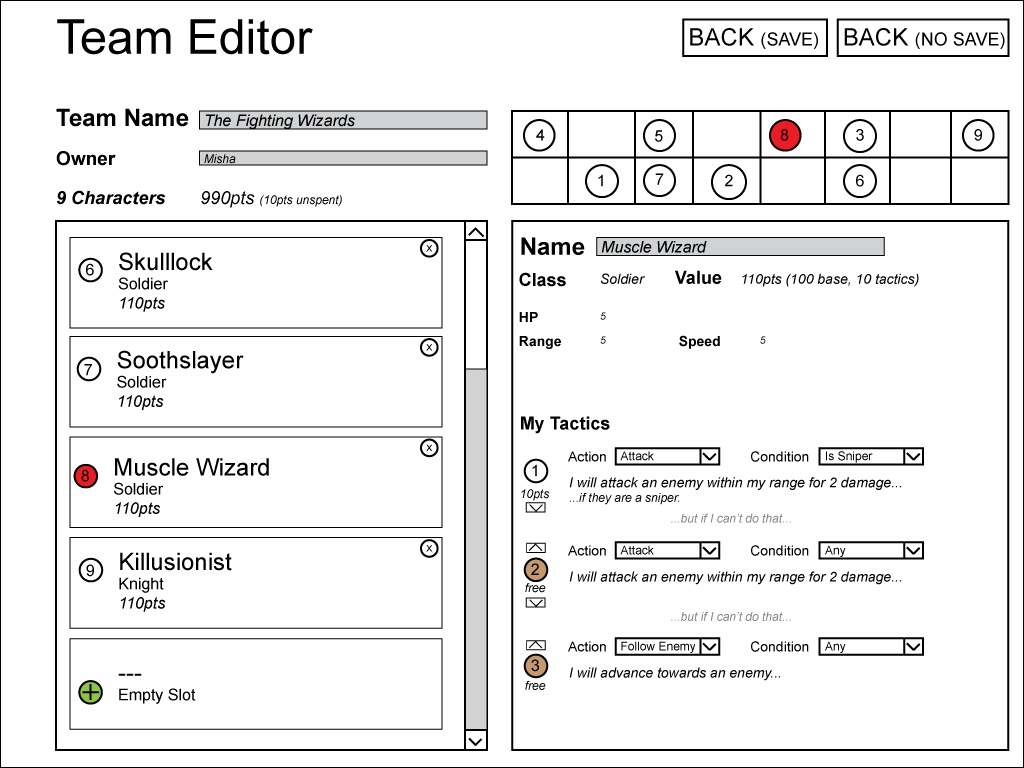 Team Editor
BACK (SAVE)
BACK (NO SAVE)
Team Name The Fighting Wizards
Owner Misha
9 Characters 990pts (10pts unspent)
4 5 8 3 9
1 7 2 6
6 Skulllock x
Soldier
110pts
7 Soothslayer x
Soldier
110pts
8 Muscle Wizard x
Soldier
110pts
9 Killusionist x
Knight
110pts
---
Empty Slot
Name Muscle Wizard
Class Soldier Value 110pts (100 base, 10 tactics)
HP 5
Range 5 Speed 5
My Tactics
1 Action Attack Condition Is Sniper
10pts I will attack an enemy within my range for 2 damage...
...if they are a sniper.
...but if I can't do that...
2 Action Attack Condition Any
free I will attack an enemy within my range for 2 damage...
...but if I can't do that...
3 Action Follow Enemy Condition Any
free I will advance towards an enemy...